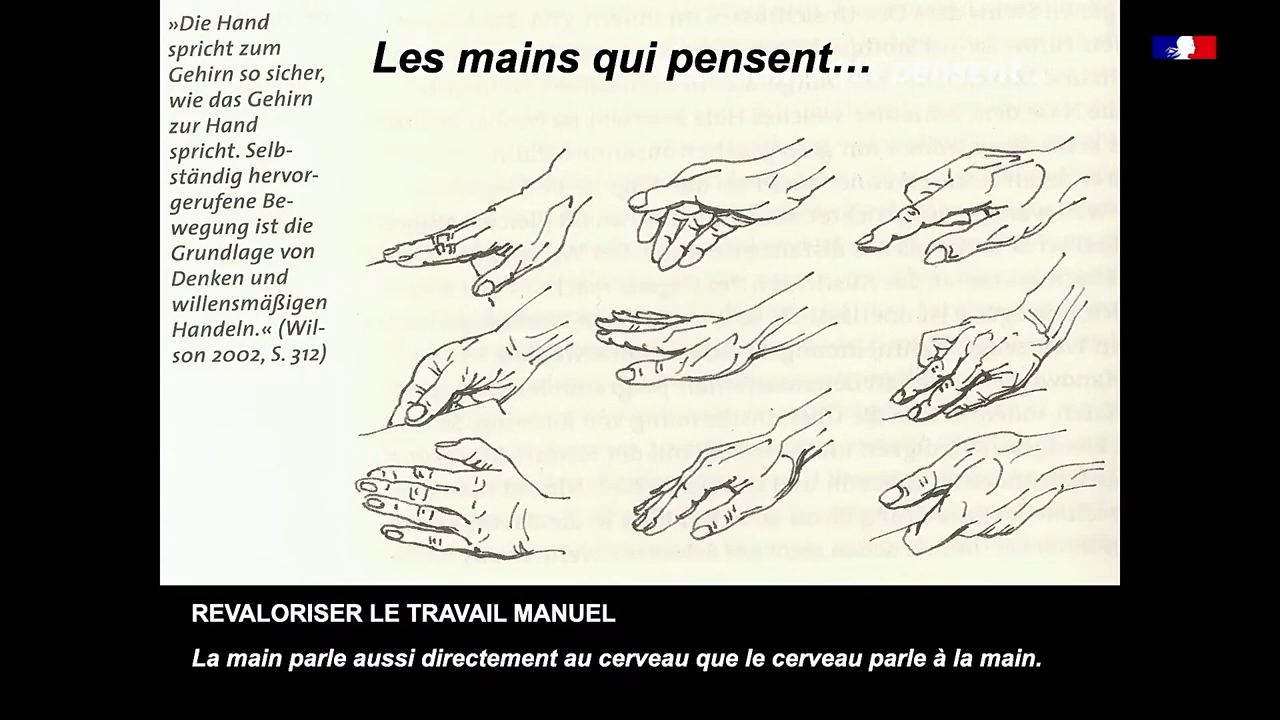 »Die Hand
spricht zum
Gehirn so sicher,
wie das Gehirn
zur Hand
spricht. Selb-
ständig hervor-
gerufene Be-
wegung ist die
Grundlage von
Denken und
willensmäßigen
Handeln.« (Wil-
son 2002, S. 312)
Les mains qui pensent...
REVALORISER LE TRAVAIL MANUEL
La main parle aussi directement au cerveau que le cerveau parle à la main.